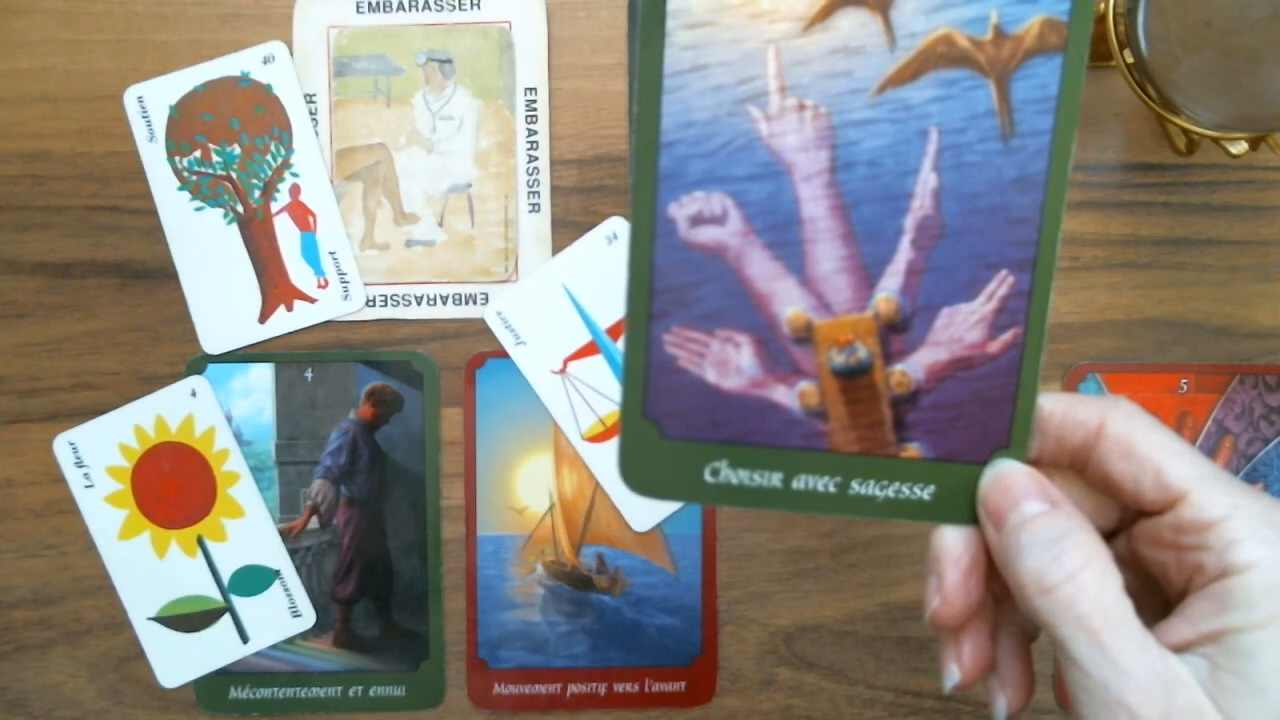 EMBARASSER
40
Soutien
Support
EMBARASSER
EMBARASSER
34
Justice
4
La fleur
Blossom
4
Mécontentement et ennui
Mouvement positif vers l'avant
Choisir avec sagesse
5